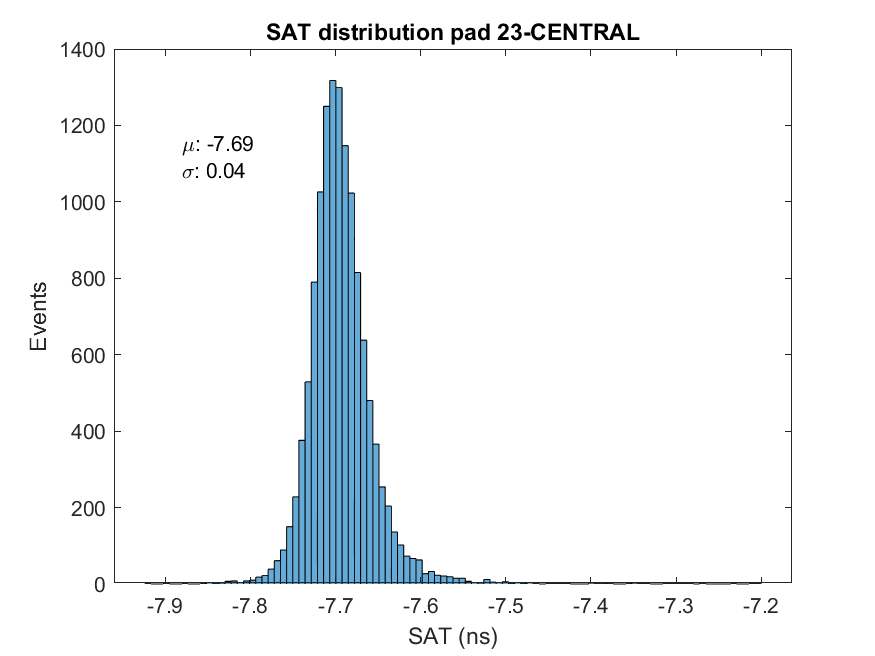 SAT distribution pad 23-CENTRAL
1400
1200
1000
800
600
400
200
0
μ: -7.69
σ: 0.04
Events
-7.9 -7.8 -7.7 -7.6 -7.5 -7.4 -7.3 -7.2
SAT (ns)